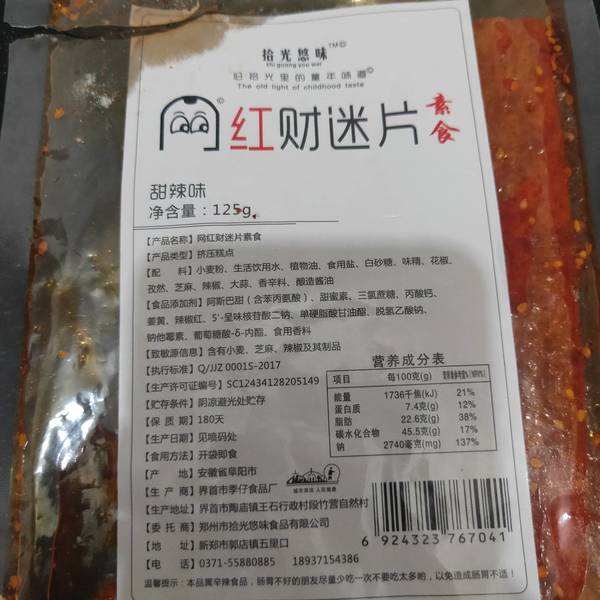 拾光悠味™©
shi guang you wei
旧拾光里的童年味道©
The old light of childhood taste
网©红财迷片素食
甜辣味
净含量：125g
【产品名称】网红财迷片素食
【产品类型】挤压糕点
【配　　料】小麦粉、生活饮用水、植物油、食用盐、白砂糖、味精、花椒、
孜然、芝麻、辣椒、大蒜、香辛料、酿造酱油
【食品添加剂】阿斯巴甜（含苯丙氨酸）、甜蜜素、三氯蔗糖、丙酸钙、
姜黄、辣椒红、5'-呈味核苷酸二钠、单硬脂酸甘油酯、脱氢乙酸钠、
钠他霉素、葡萄糖酸-δ-内酯、食用香料
【致敏源信息】含有小麦、芝麻、辣椒及其制品
【执行标准】Q/JJZ 0001S-2017
【生产许可证编号】SC12434128205149
【贮存条件】阴凉避光处贮存
【保 质 期】180天
【生产日期】见喷码处
【食用方法】开袋即食
【产　　地】安徽省阜阳市
【生 产 商】界首市季仔食品厂
【生产地址】界首市陶庙镇王石行政村段竹营自然村
【委 托 商】郑州市拾光悠味食品有限公司
【地　　址】新郑市郭店镇五里口
【电　　话】0371-55880885　18937154386
营养成分表
项目　每100克(g)　营养素参考值%(NRV%)
能量　1736千焦(kJ)　21%
蛋白质　7.4克(g)　12%
脂肪　22.6克(g)　38%
碳水化合物　45.5克(g)　17%
钠　2740毫克(mg)　137%
6 924323 767041
温馨提示：本品属辛辣食品，肠胃不好的朋友尽量少吃一次不要吃太多哟，以免造成肠胃不适！